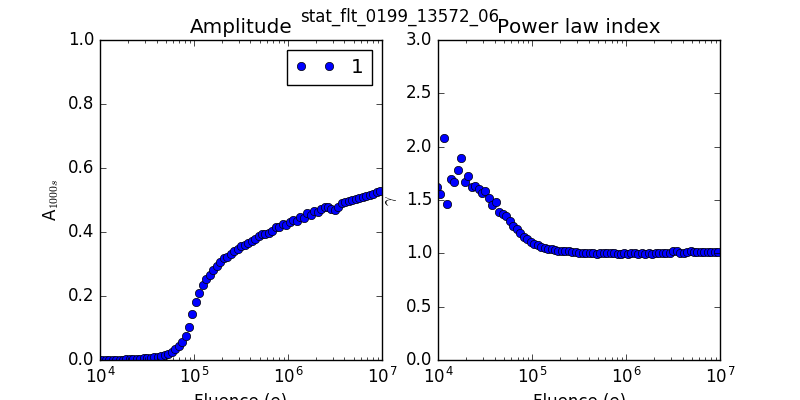 stat_flt_0199_13572_06
Amplitude
Power law index
1
A1000s
γ
1.0
0.8
0.6
0.4
0.2
0.0
3.0
2.5
2.0
1.5
1.0
0.5
0.0
10^4 10^5 10^6 10^7
10^4 10^5 10^6 10^7
Fluence (e)
Fluence (e)